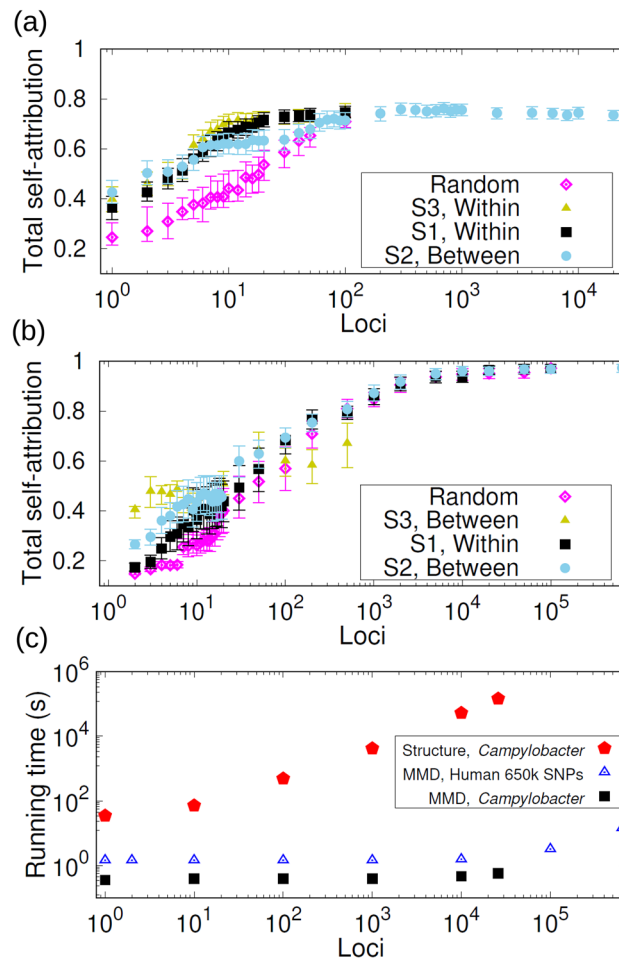 (a)
1
0.8
0.6
0.4
0.2
Total self-attribution
Random
S3, Within
S1, Within
S2, Between
10^0 10^1 10^2 10^3 10^4
Loci
(b)
1
0.8
0.6
0.4
0.2
Total self-attribution
Random
S3, Between
S1, Within
S2, Between
10^0 10^1 10^2 10^3 10^4 10^5
Loci
(c)
10^6
10^4
10^2
10^0
Running time (s)
Structure, Campylobacter
MMD, Human 650k SNPs
MMD, Campylobacter
10^0 10^1 10^2 10^3 10^4 10^5
Loci